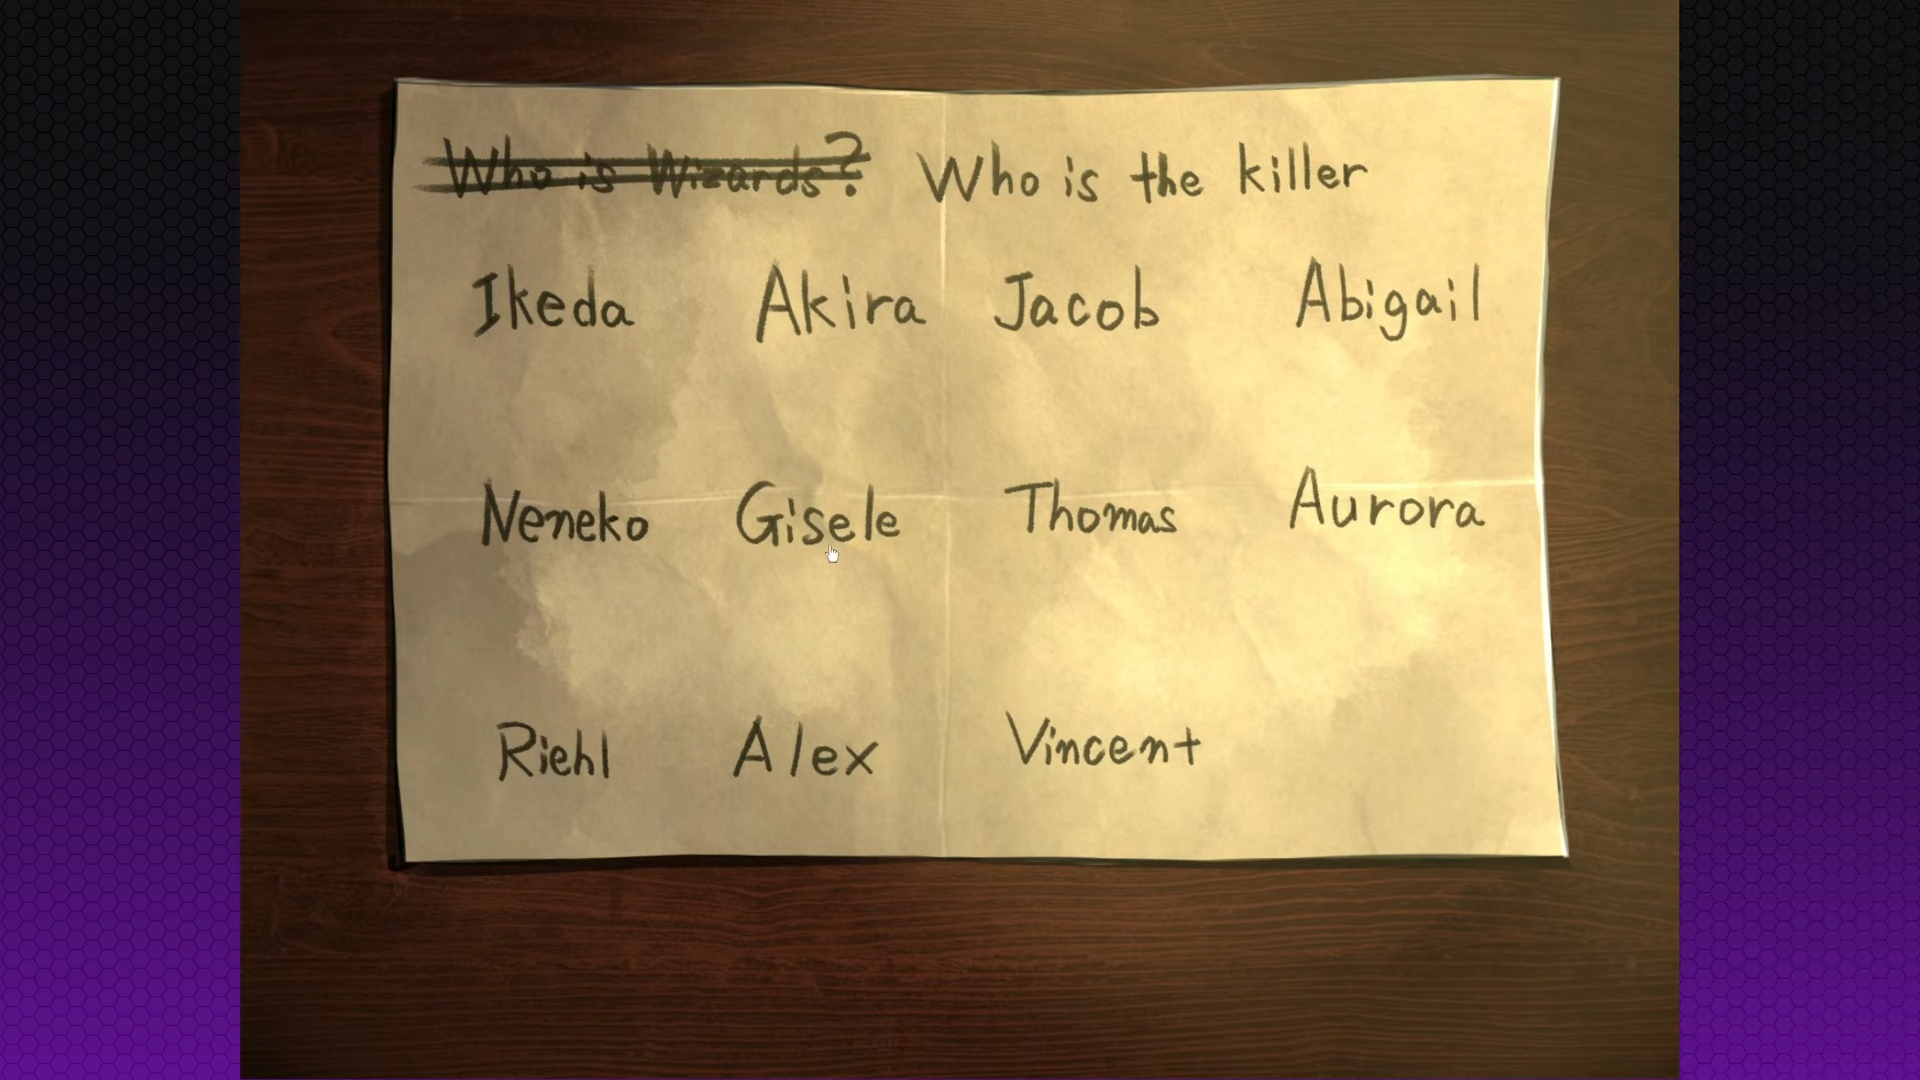 Who is Wizards? Who is the killer
Ikeda Akira Jacob Abigail
Neneko Gisele Thomas Aurora
Riehl Alex Vincent